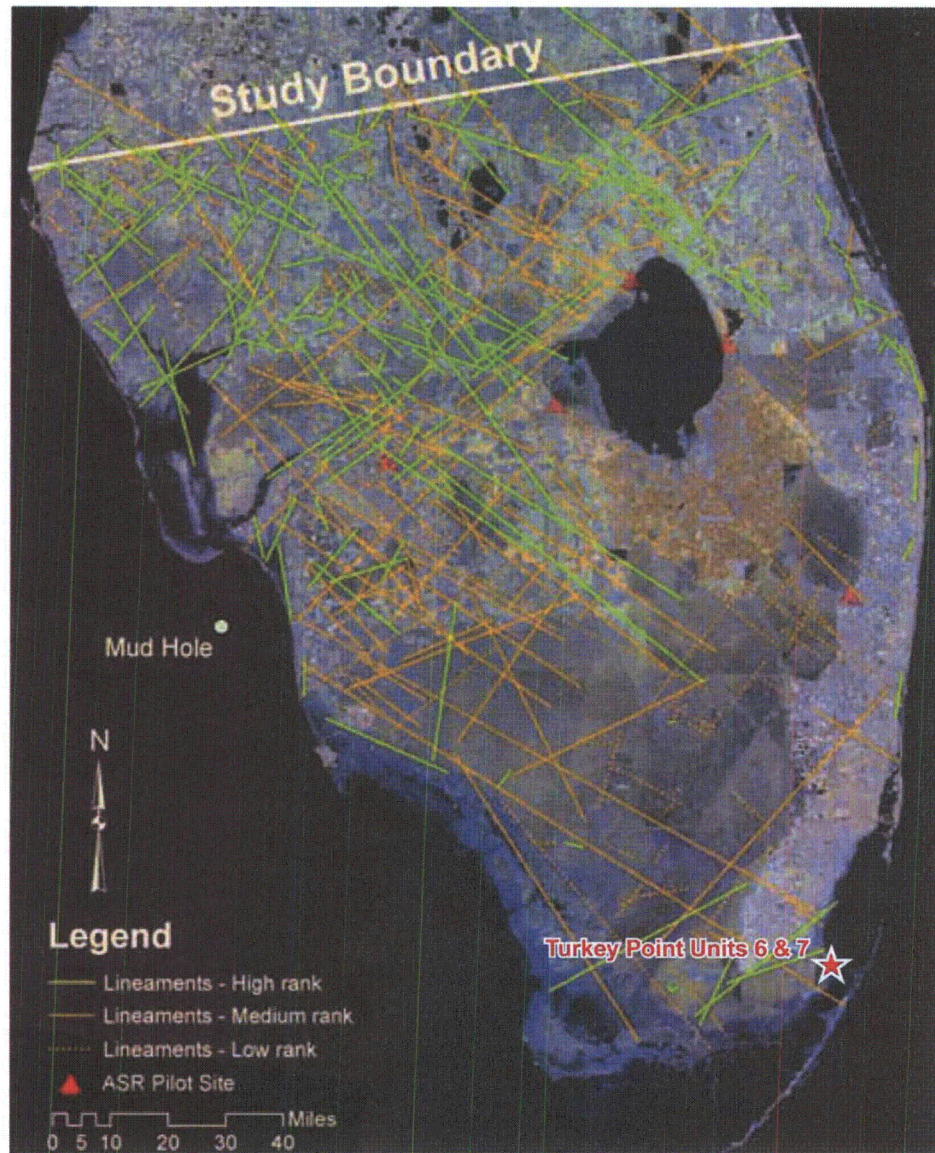 Study Boundary
Mud Hole
N
Turkey Point Units 6 & 7
Legend
Lineaments - High rank
Lineaments - Medium rank
Lineaments - Low rank
ASR Pilot Site
Miles
0 5 10 20 30 40